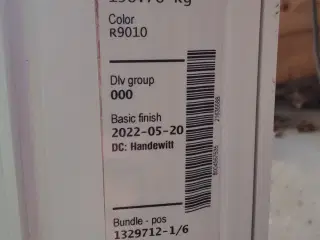 Color
R9010
Dlv group
000
Basic finish
2022-05-20
DC: Handewitt
Bundle - pos
1329712-1/6